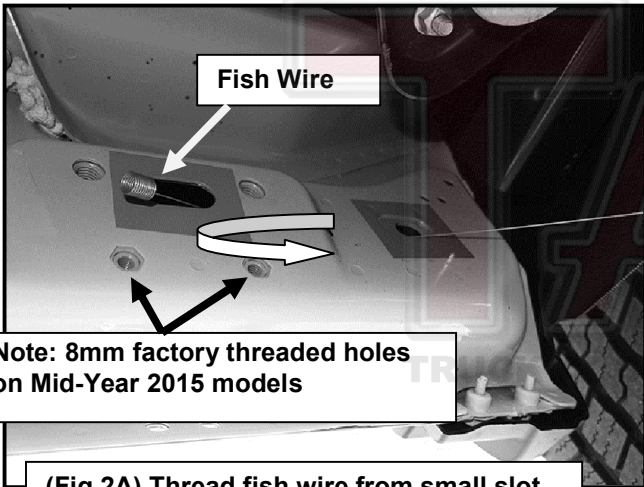 Fish Wire
Note: 8mm factory threaded holes
on Mid-Year 2015 models
TRUC
(Fig 2A) Thread fish wire from small slot